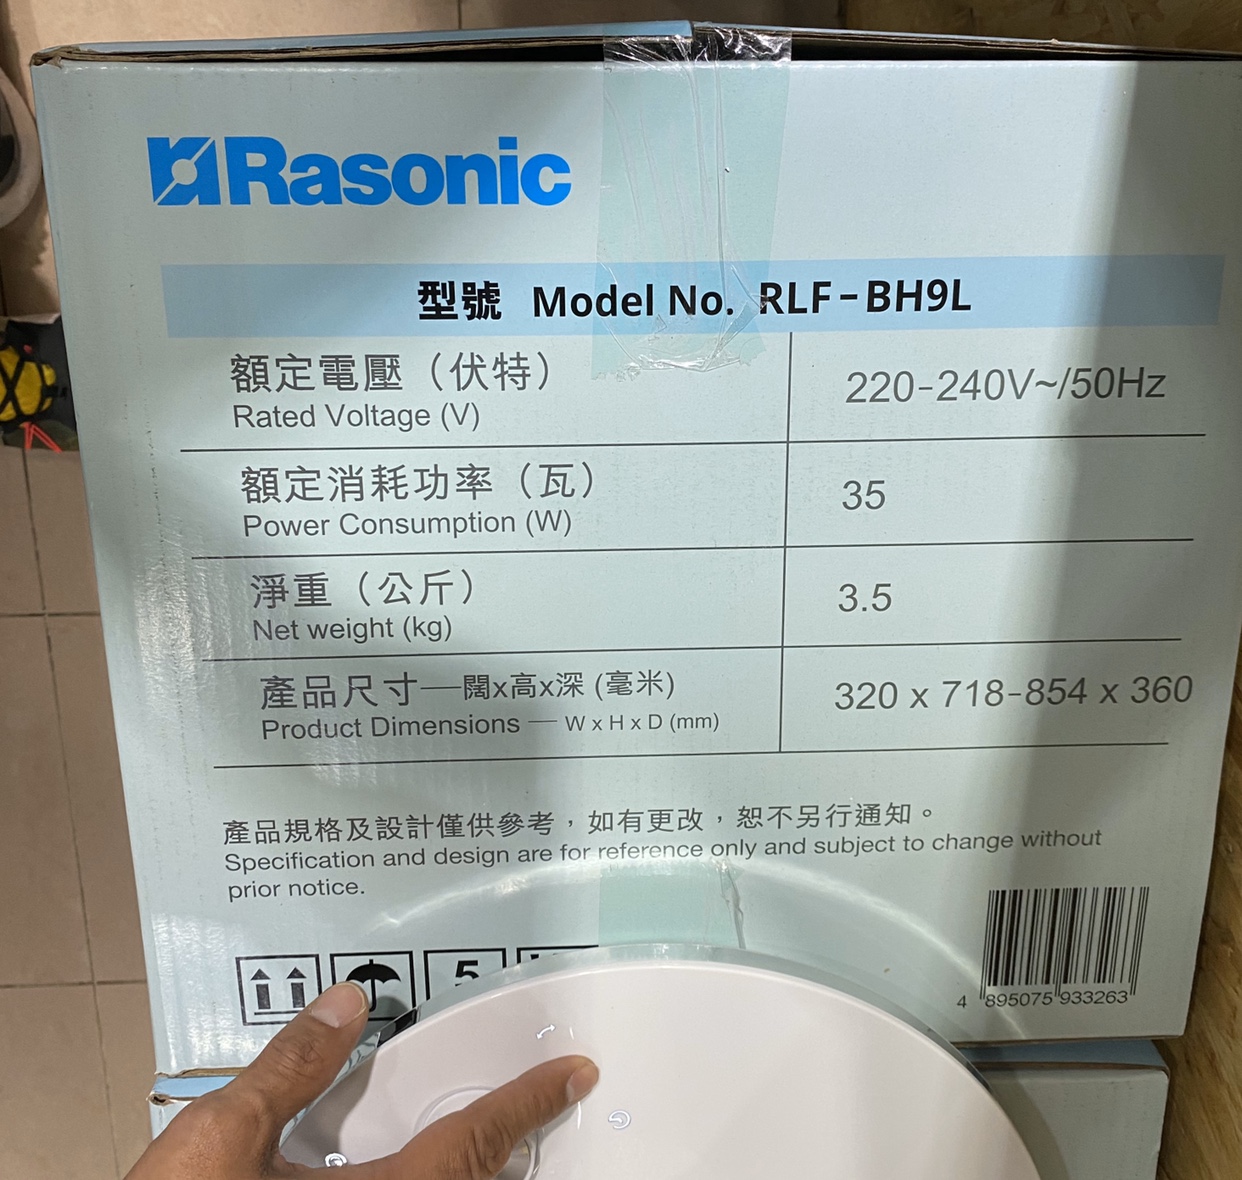 Rasonic
型號 Model No. RLF-BH9L
額定電壓（伏特）
Rated Voltage (V)
220-240V~/50Hz
額定消耗功率（瓦）
Power Consumption (W)
35
淨重（公斤）
Net weight (kg)
3.5
產品尺寸—闊x高x深 (毫米)
Product Dimensions — W x H x D (mm)
320 x 718-854 x 360
產品規格及設計僅供參考，如有更改，恕不另行通知。
Specification and design are for reference only and subject to change without
prior notice.
5
4 895075 933263